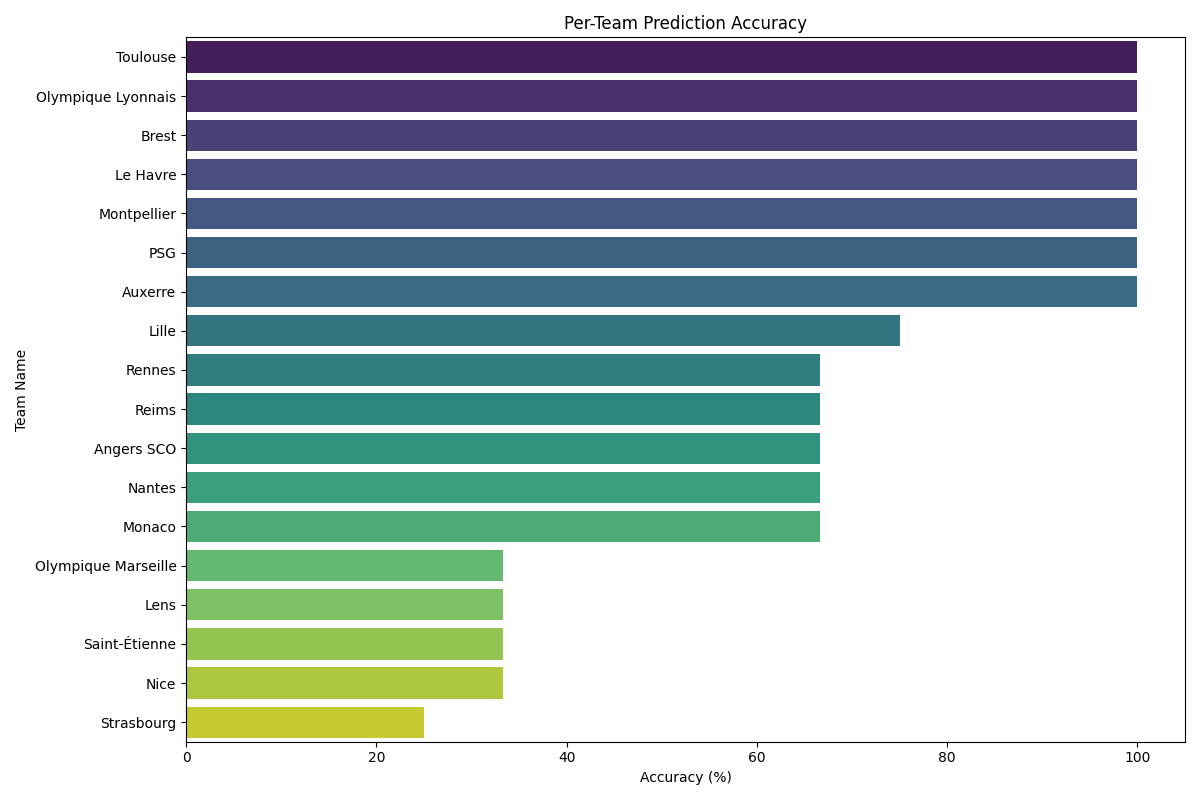 Per-Team Prediction Accuracy
Team Name
Toulouse
Olympique Lyonnais
Brest
Le Havre
Montpellier
PSG
Auxerre
Lille
Rennes
Reims
Angers SCO
Nantes
Monaco
Olympique Marseille
Lens
Saint-Étienne
Nice
Strasbourg
0 20 40 60 80 100
Accuracy (%)